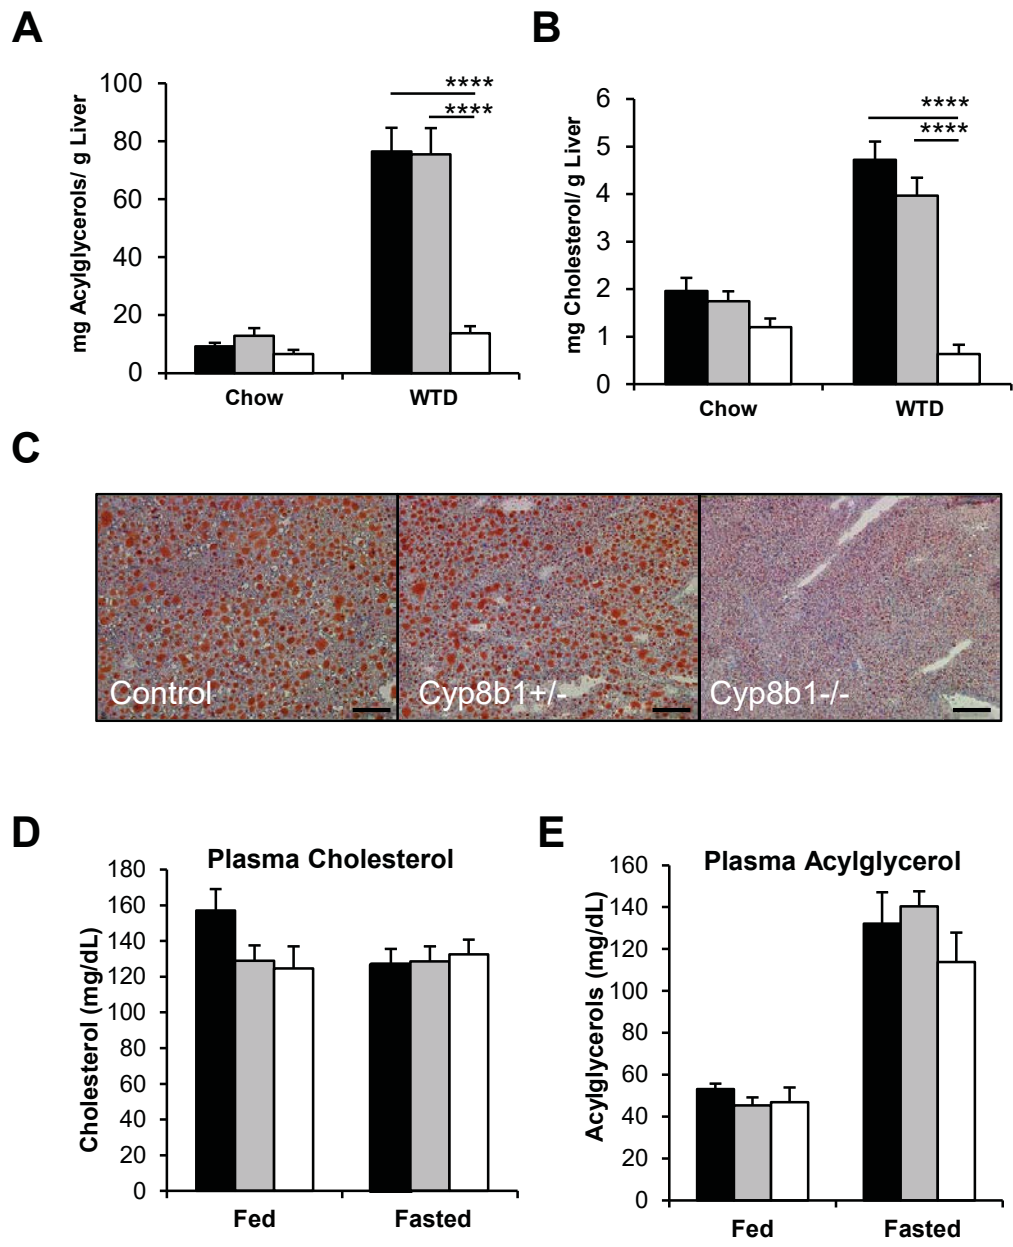 A
mg Acylglycerols/ g Liver
100
80
60
40
20
0
****
****
Chow
WTD
B
mg Cholesterol/ g Liver
6
5
4
3
2
1
0
****
****
Chow
WTD
C
Control
Cyp8b1+/-
Cyp8b1-/-
D
Plasma Cholesterol
Cholesterol (mg/dL)
180
160
140
120
100
80
60
40
20
0
Fed
Fasted
E
Plasma Acylglycerol
Acylglycerols (mg/dL)
160
140
120
100
80
60
40
20
0
Fed
Fasted